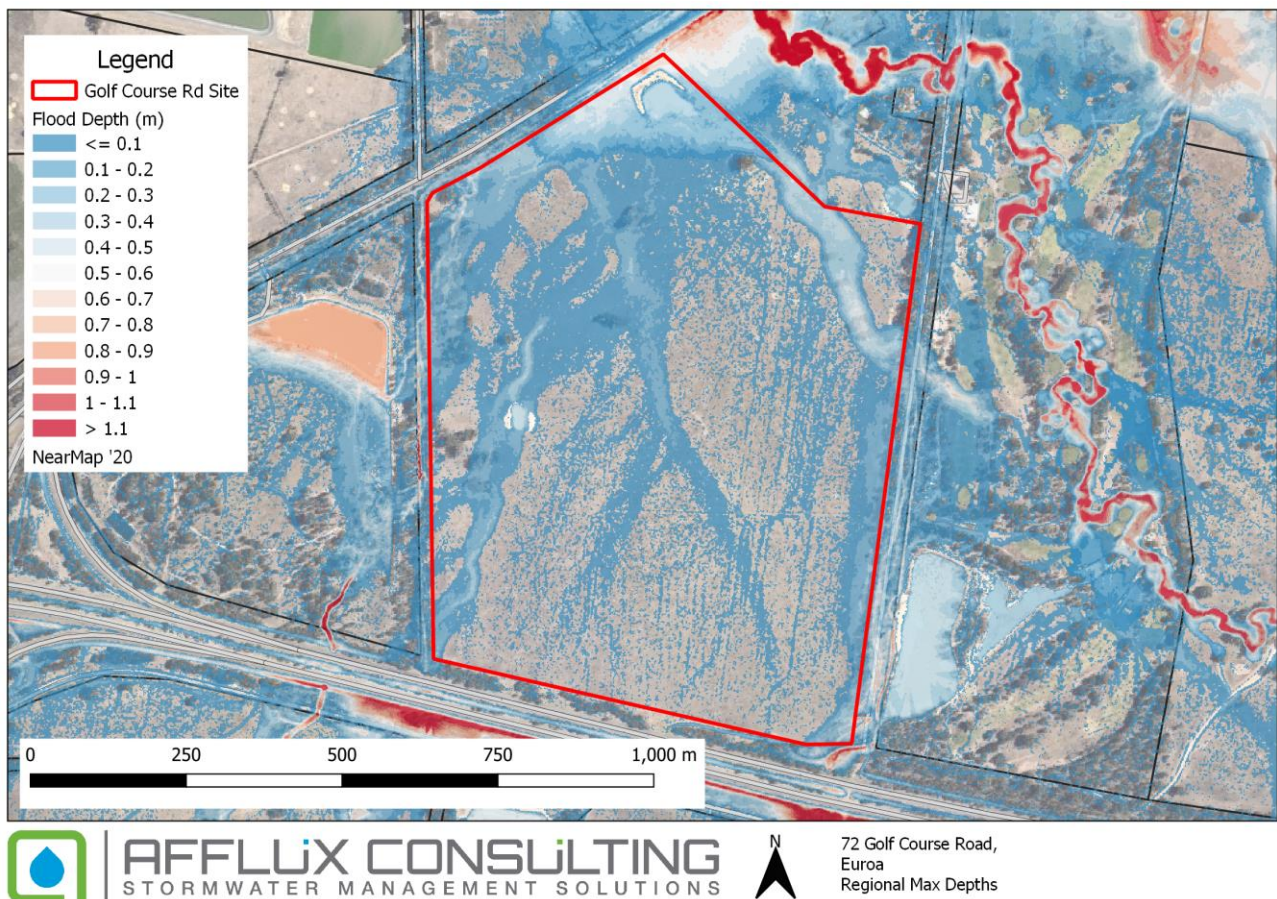 Legend
Golf Course Rd Site
Flood Depth (m)
<= 0.1
0.1 - 0.2
0.2 - 0.3
0.3 - 0.4
0.4 - 0.5
0.5 - 0.6
0.6 - 0.7
0.7 - 0.8
0.8 - 0.9
0.9 - 1
1 - 1.1
> 1.1
NearMap '20
0 250 500 750 1,000 m
AFFLUX CONSULTING
STORMWATER MANAGEMENT SOLUTIONS
N
72 Golf Course Road,
Euroa
Regional Max Depths